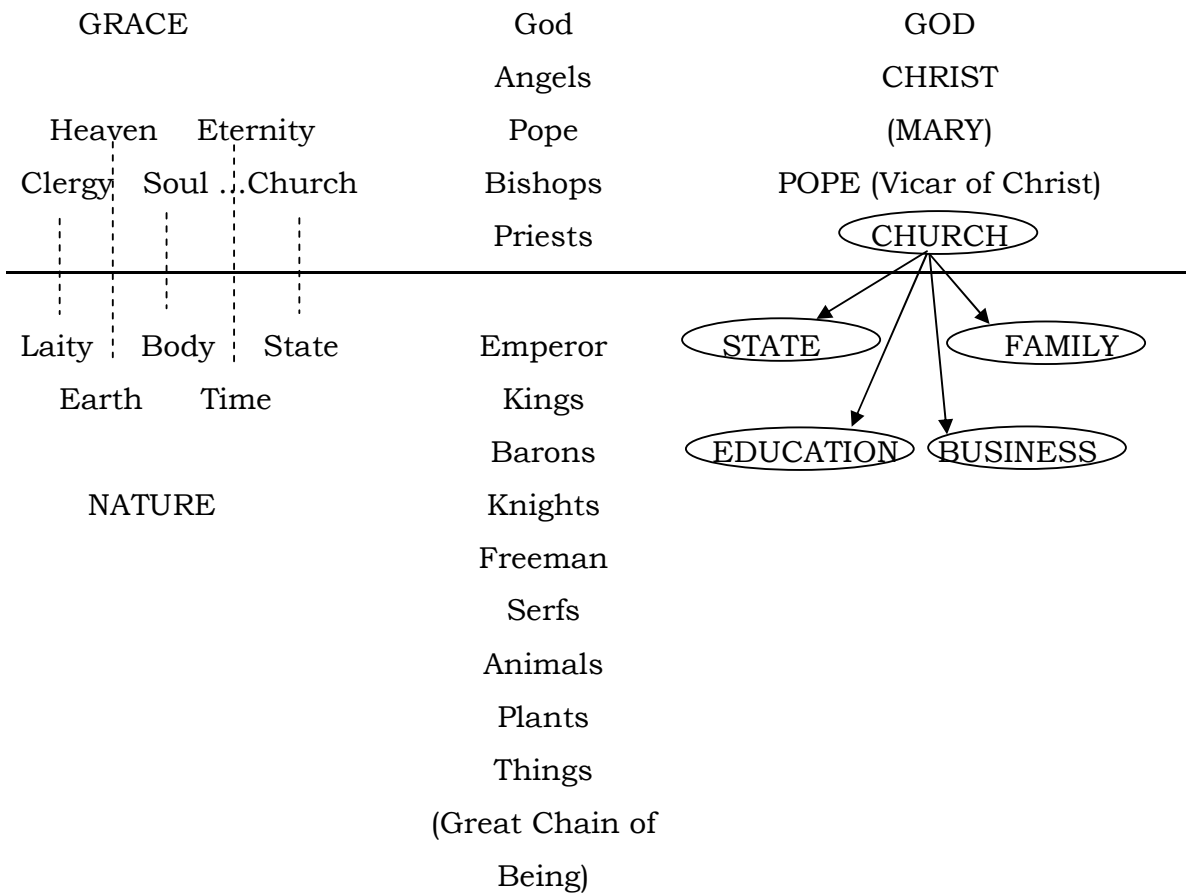 GRACE God GOD
Angels CHRIST
Heaven Eternity Pope (MARY)
Clergy Soul ...Church Bishops POPE (Vicar of Christ)
Priests CHURCH
Laity Body State Emperor STATE FAMILY
Earth Time Kings
Barons EDUCATION BUSINESS
NATURE Knights
Freeman
Serfs
Animals
Plants
Things
(Great Chain of
Being)